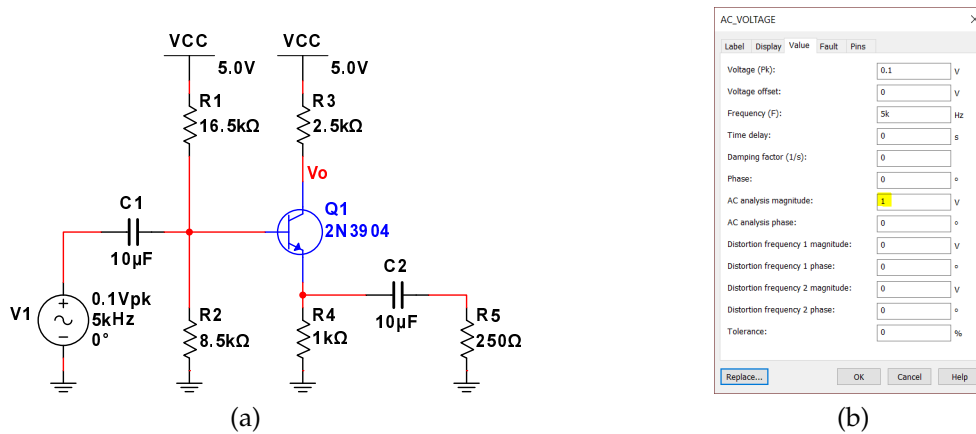 VCC
5.0V
R1
16.5kΩ
VCC
5.0V
R3
2.5kΩ
Vo
C1
10µF
Q1
2N3904
C2
10µF
V1
0.1Vpk
5kHz
0°
R2
8.5kΩ
R4
1kΩ
R5
250Ω
(a)
AC_VOLTAGE
Label Display Value Fault Pins
Voltage (Pk): 0.1 V
Voltage offset: 0 V
Frequency (F): 5k Hz
Time delay: 0 s
Damping factor (1/s): 0
Phase: 0 °
AC analysis magnitude: 1 V
AC analysis phase: 0 °
Distortion frequency 1 magnitude: 0 V
Distortion frequency 1 phase: 0 °
Distortion frequency 2 magnitude: 0 V
Distortion frequency 2 phase: 0 °
Tolerance: 0 %
Replace... OK Cancel Help
(b)